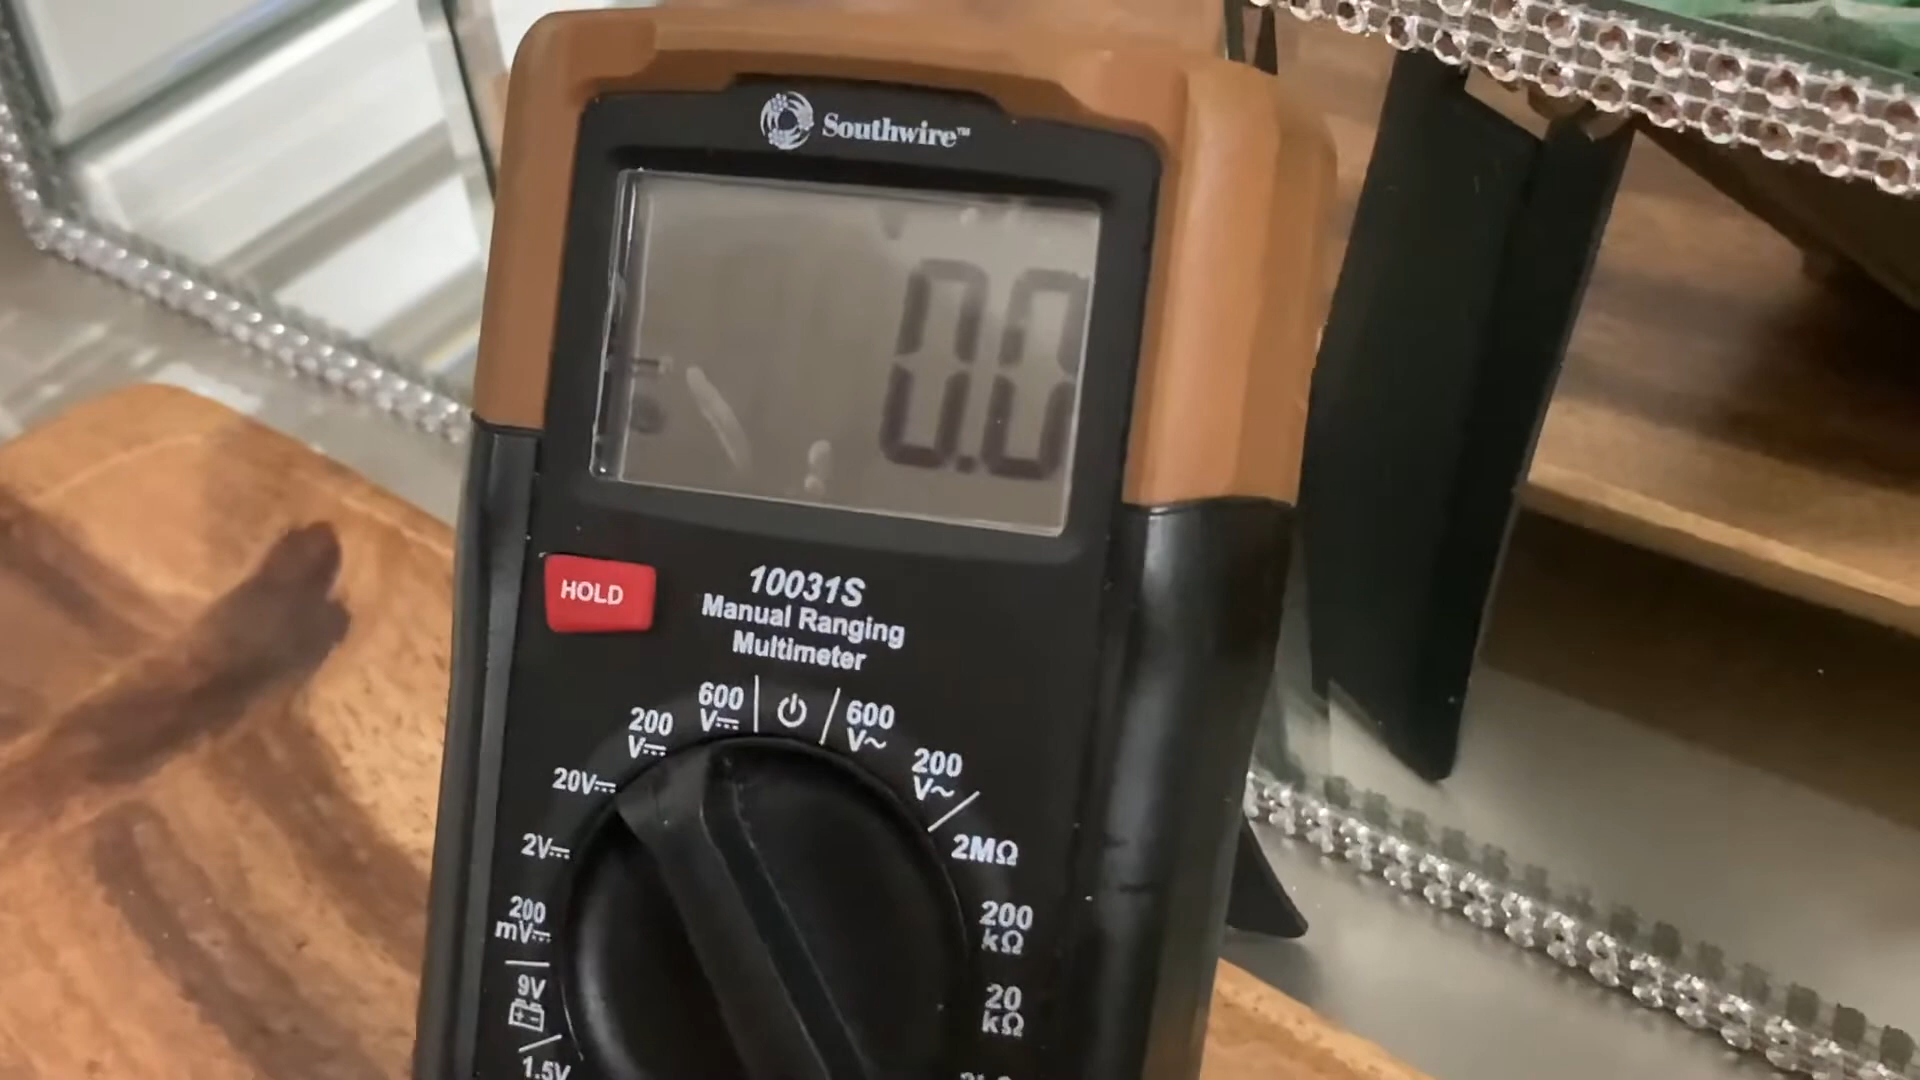 Southwire™
0.0
HOLD
10031S
Manual Ranging
Multimeter
600
V⎓
600
V~
200
V⎓
200
V~
20V⎓
2V⎓
2MΩ
200
mV⎓
200
kΩ
9V
20
kΩ
1.5V